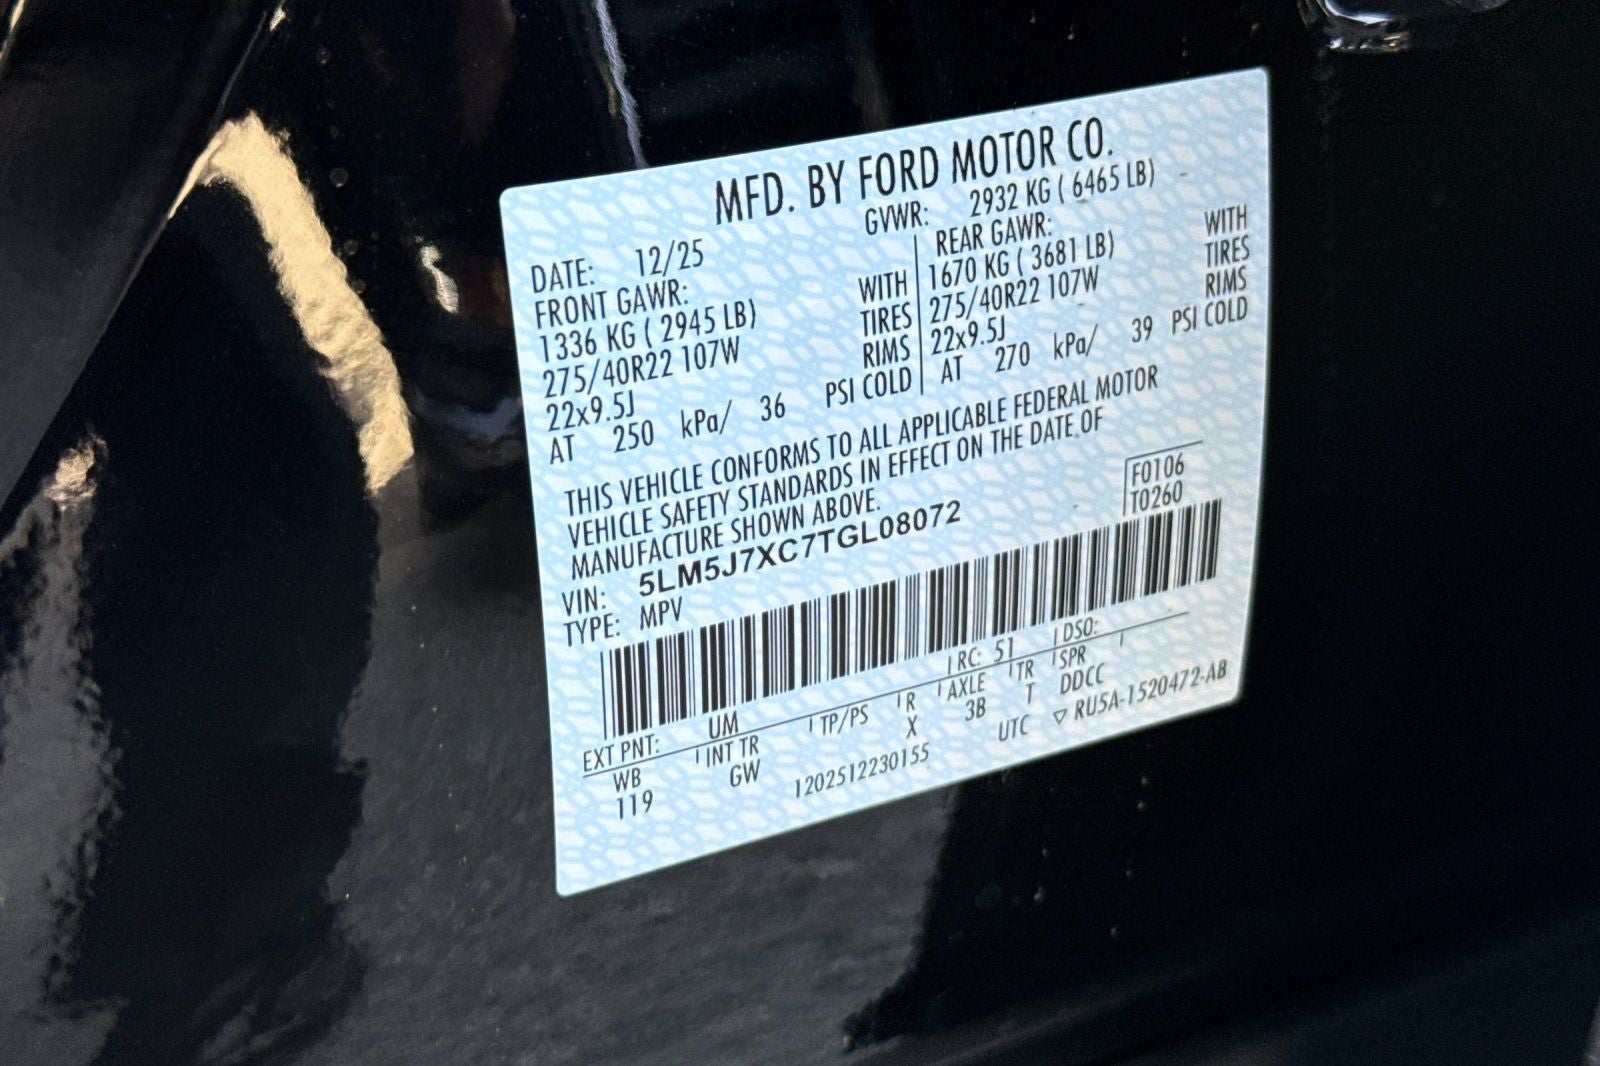 MFD. BY FORD MOTOR CO.
DATE: 12/25 GVWR: 2932 KG ( 6465 LB)
FRONT GAWR: REAR GAWR:
1336 KG ( 2945 LB) WITH 1670 KG ( 3681 LB) WITH
275/40R22 107W TIRES 275/40R22 107W TIRES
22x9.5J RIMS 22x9.5J RIMS
AT 250 kPa/ 36 PSI COLD AT 270 kPa/ 39 PSI COLD
THIS VEHICLE CONFORMS TO ALL APPLICABLE FEDERAL MOTOR
VEHICLE SAFETY STANDARDS IN EFFECT ON THE DATE OF
MANUFACTURE SHOWN ABOVE.
F0106
T0260
VIN: 5LM5J7XC7TGL08072
TYPE: MPV
EXT PNT: UM RC: 51 DSO:
WB INT TR TP/PS R AXLE TR SPR
119 GW X 3B T DDCC
1202512230155 UTC ▽ RU5A-1520472-AB